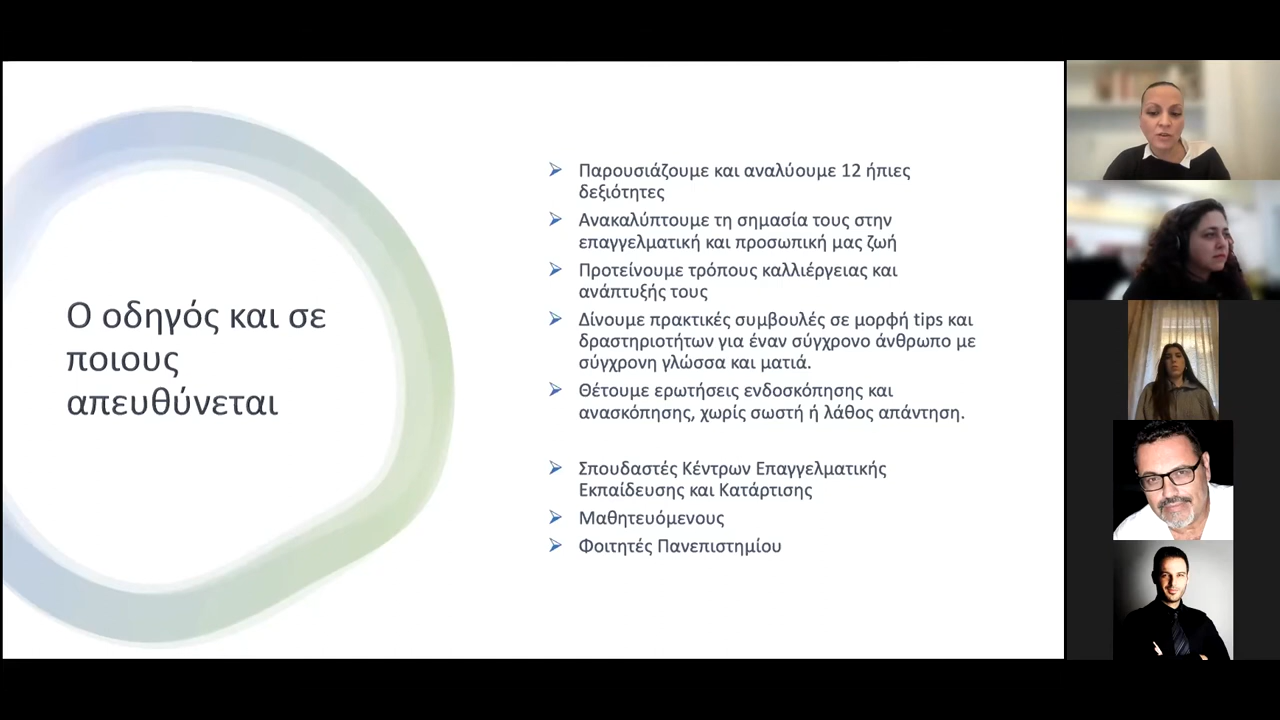 Ο οδηγός και σε
ποιους
απευθύνεται
Παρουσιάζουμε και αναλύουμε 12 ήπιες
δεξιότητες
Ανακαλύπτουμε τη σημασία τους στην
επαγγελματική και προσωπική μας ζωή
Προτείνουμε τρόπους καλλιέργειας και
ανάπτυξής τους
Δίνουμε πρακτικές συμβουλές σε μορφή tips και
δραστηριοτήτων για έναν σύγχρονο άνθρωπο με
σύγχρονη γλώσσα και ματιά.
Θέτουμε ερωτήσεις ενδοσκόπησης και
ανασκόπησης, χωρίς σωστή ή λάθος απάντηση.
Σπουδαστές Κέντρων Επαγγελματικής
Εκπαίδευσης και Κατάρτισης
Μαθητευόμενους
Φοιτητές Πανεπιστημίου